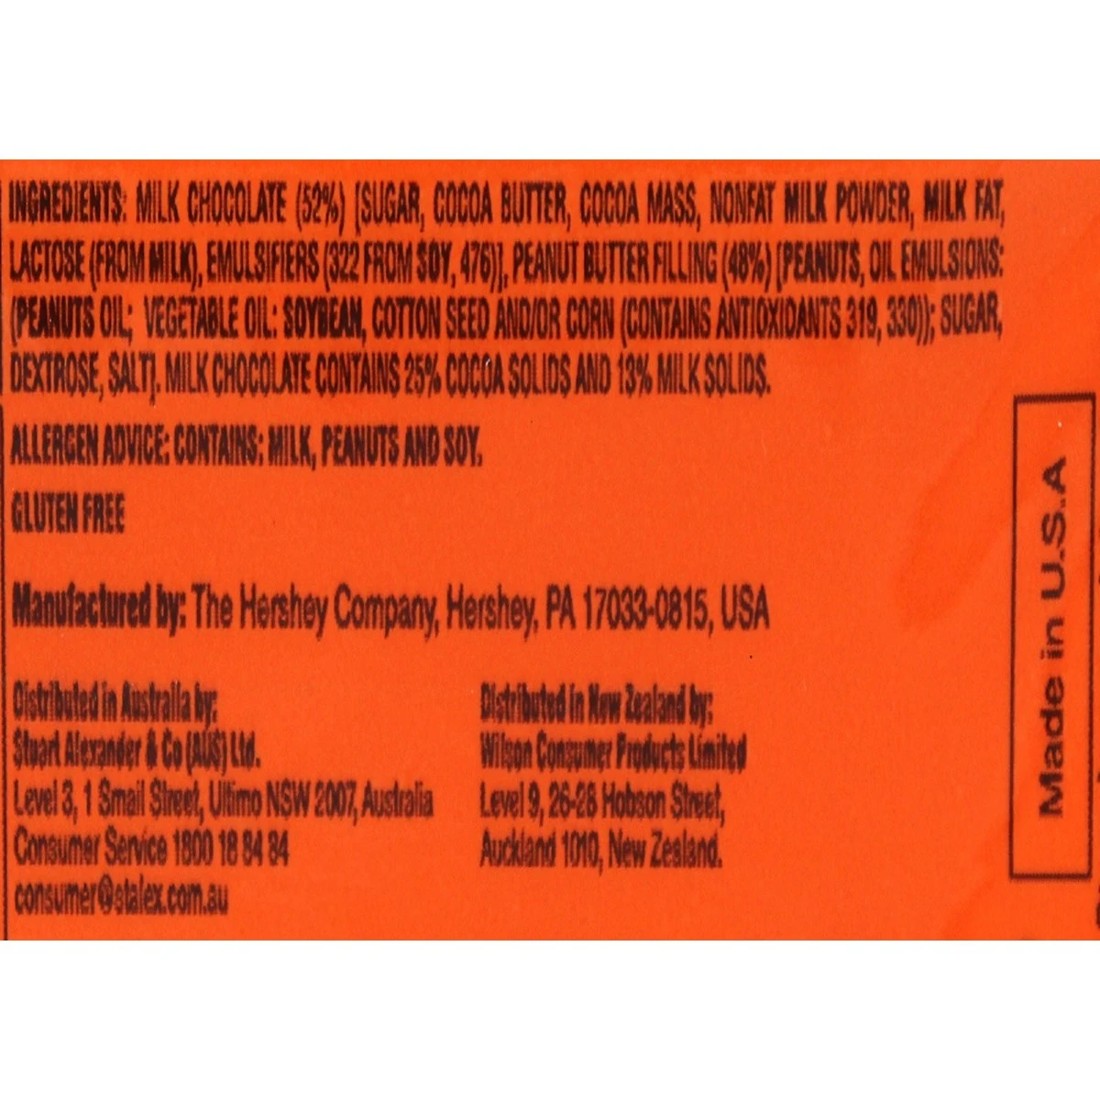 INGREDIENTS: MILK CHOCOLATE (52%) [SUGAR, COCOA BUTTER, COCOA MASS, NONFAT MILK POWDER, MILK FAT,
LACTOSE (FROM MILK), EMULSIFIERS (322 FROM SOY, 476)], PEANUT BUTTER FILLING (48%) [PEANUTS, OIL EMULSIONS:
(PEANUTS OIL; VEGETABLE OIL: SOYBEAN, COTTON SEED AND/OR CORN (CONTAINS ANTIOXIDANTS 319, 330)); SUGAR,
DEXTROSE, SALT]. MILK CHOCOLATE CONTAINS 25% COCOA SOLIDS AND 13% MILK SOLIDS.
ALLERGEN ADVICE: CONTAINS: MILK, PEANUTS AND SOY.
GLUTEN FREE
Manufactured by: The Hershey Company, Hershey, PA 17033-0815, USA
Distributed in Australia by:
Stuart Alexander & Co (AUS) Ltd.
Level 3, 1 Smail Street, Ultimo NSW 2007, Australia
Consumer Service 1800 18 84 84
consumer@stalex.com.au
Distributed in New Zealand by:
Wilson Consumer Products Limited
Level 9, 26-28 Hobson Street,
Auckland 1010, New Zealand.
Made in U.S.A